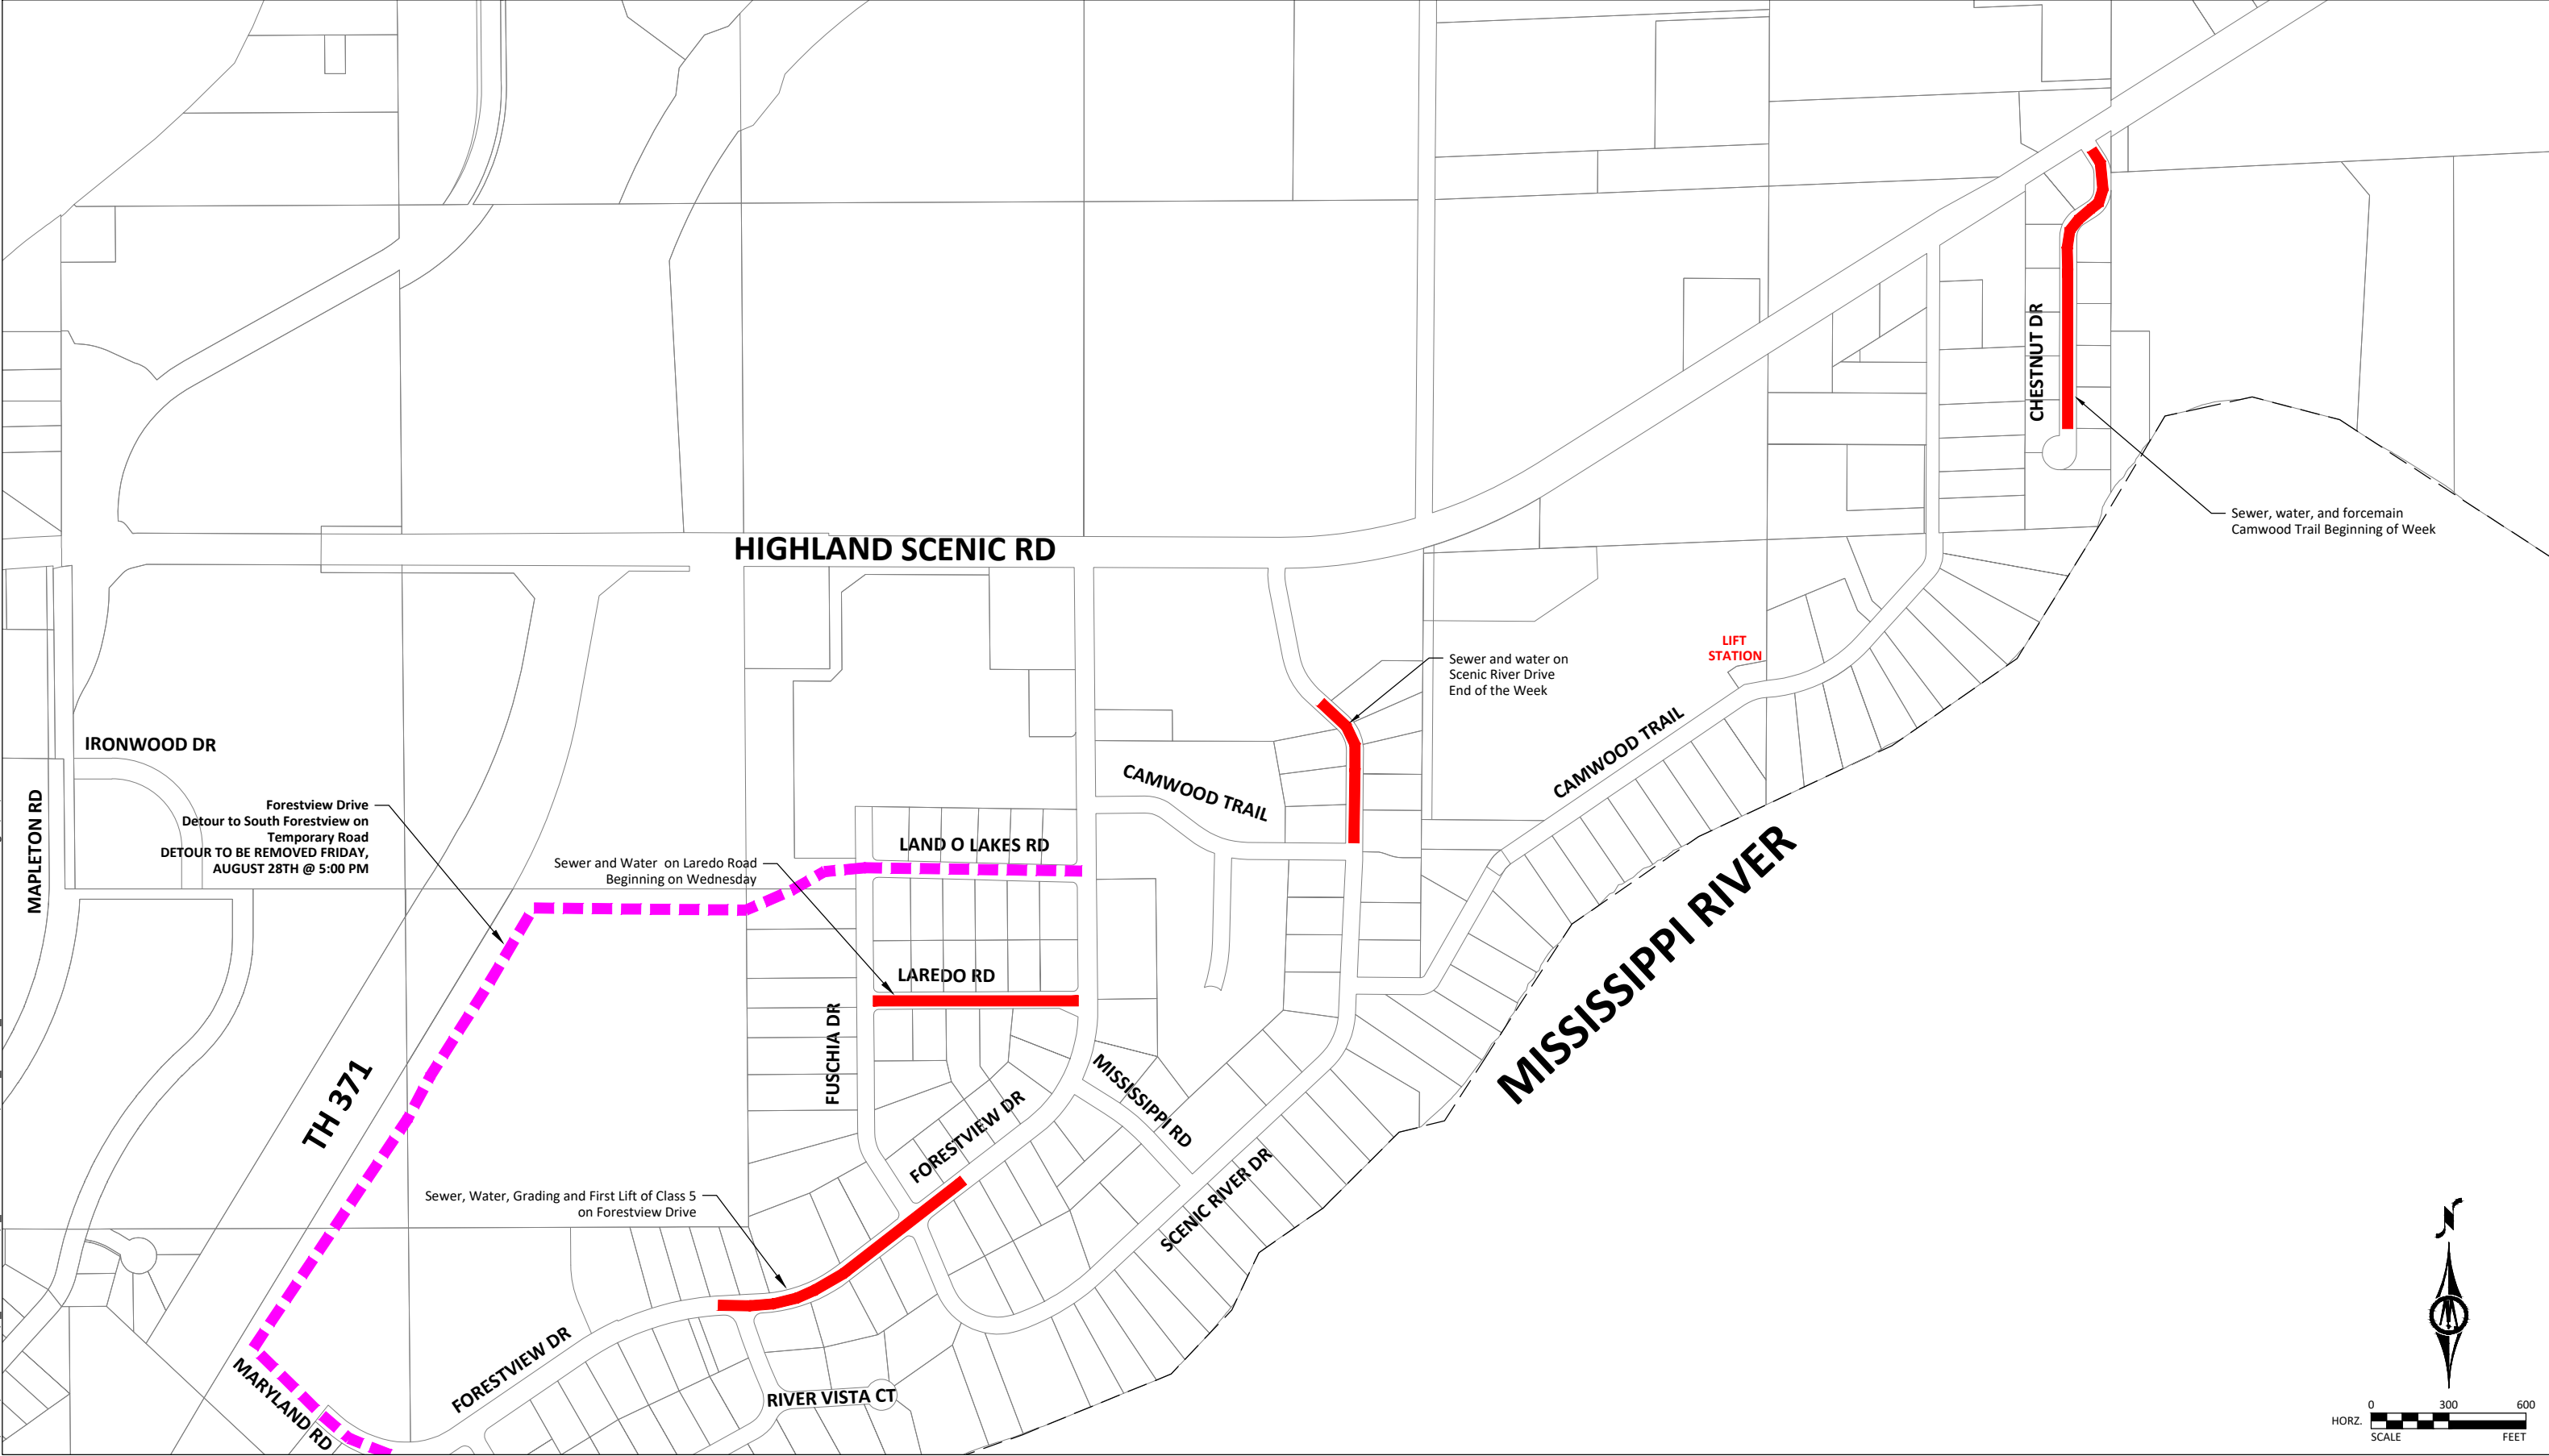 CHESTNUT DR
Sewer, water, and forcemain
Camwood Trail Beginning of Week
HIGHLAND SCENIC RD
LIFT
STATION
Sewer and water on
Scenic River Drive
End of the Week
IRONWOOD DR
MAPLETON RD
Forestview Drive
Detour to South Forestview on
Temporary Road
DETOUR TO BE REMOVED FRIDAY,
AUGUST 28TH @ 5:00 PM
CAMWOOD TRAIL
CAMWOOD TRAIL
LAND O LAKES RD
Sewer and Water on Laredo Road
Beginning on Wednesday
MISSISSIPPI RIVER
LAREDO RD
FUSCHIA DR
TH 371
MISSISSIPPI RD
FORESTVIEW DR
SCENIC RIVER DR
Sewer, Water, Grading and First Lift of Class 5
on Forestview Drive
FORESTVIEW DR
MARYLAND RD
RIVER VISTA CT
N
0 300 600
HORZ.
SCALE FEET